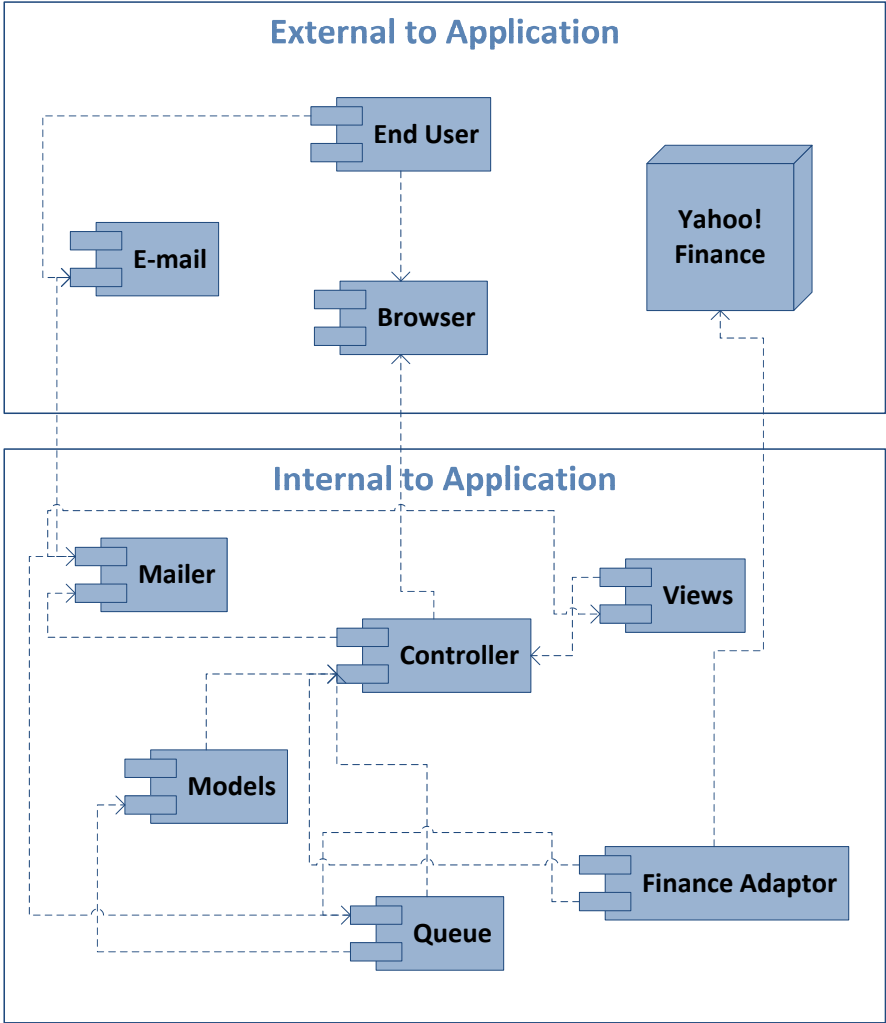 External to Application
End User
Yahoo!
Finance
E-mail
Browser
Internal to Application
Mailer
Views
Controller
Models
Finance Adaptor
Queue